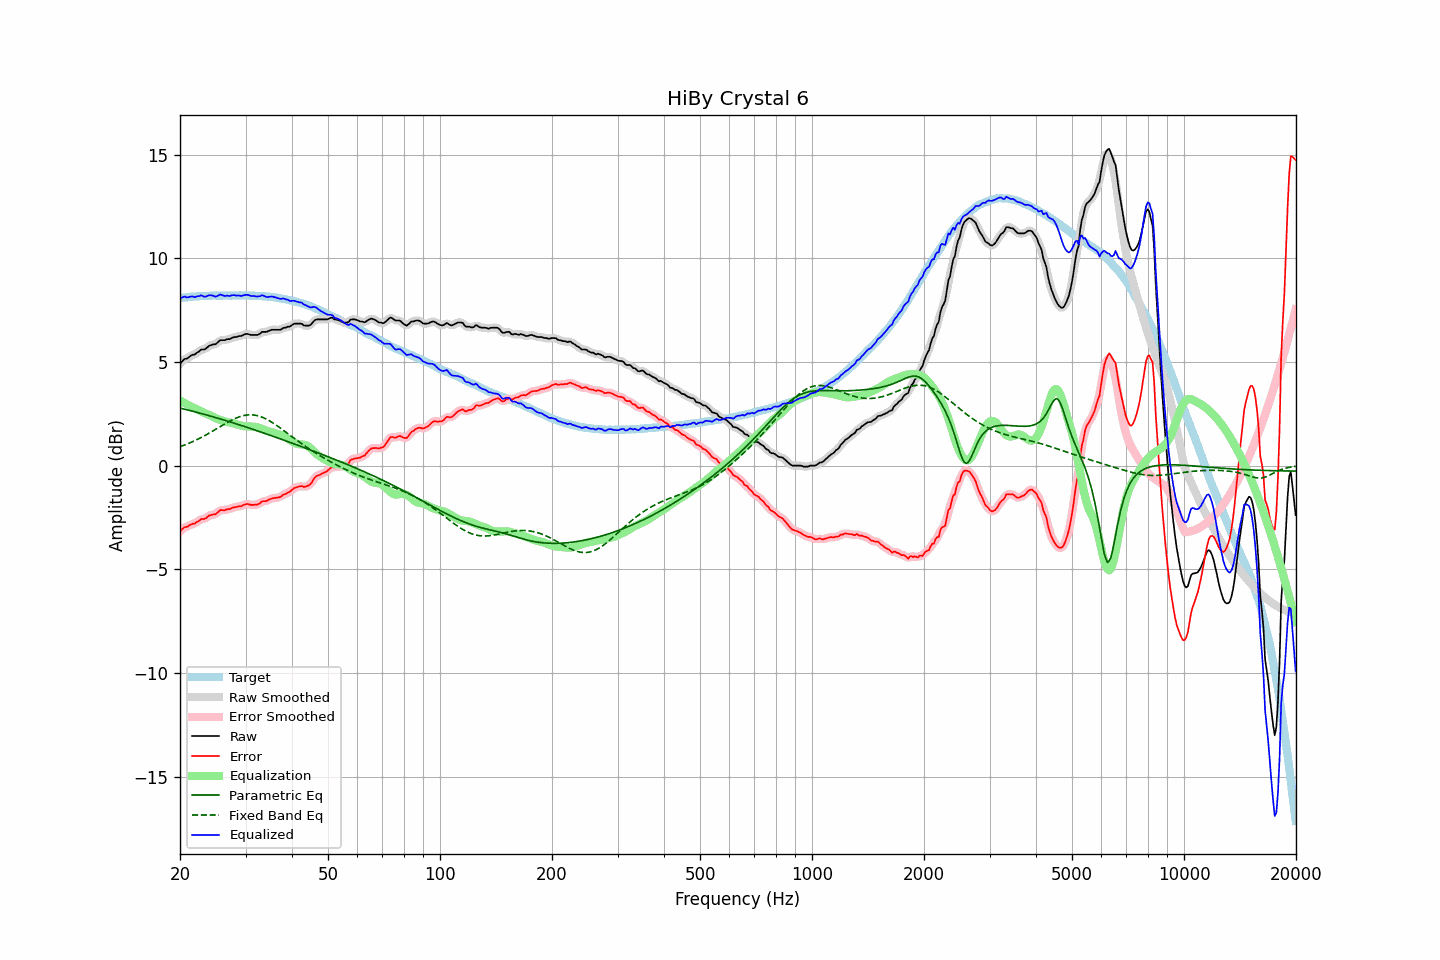 HiBy Crystal 6
Amplitude (dBr)
15
10
5
0
−5
−10
−15
Target
Raw Smoothed
Error Smoothed
Raw
Error
Equalization
Parametric Eq
Fixed Band Eq
Equalized
20
50
100
200
500
1000
2000
5000
10000
20000
Frequency (Hz)